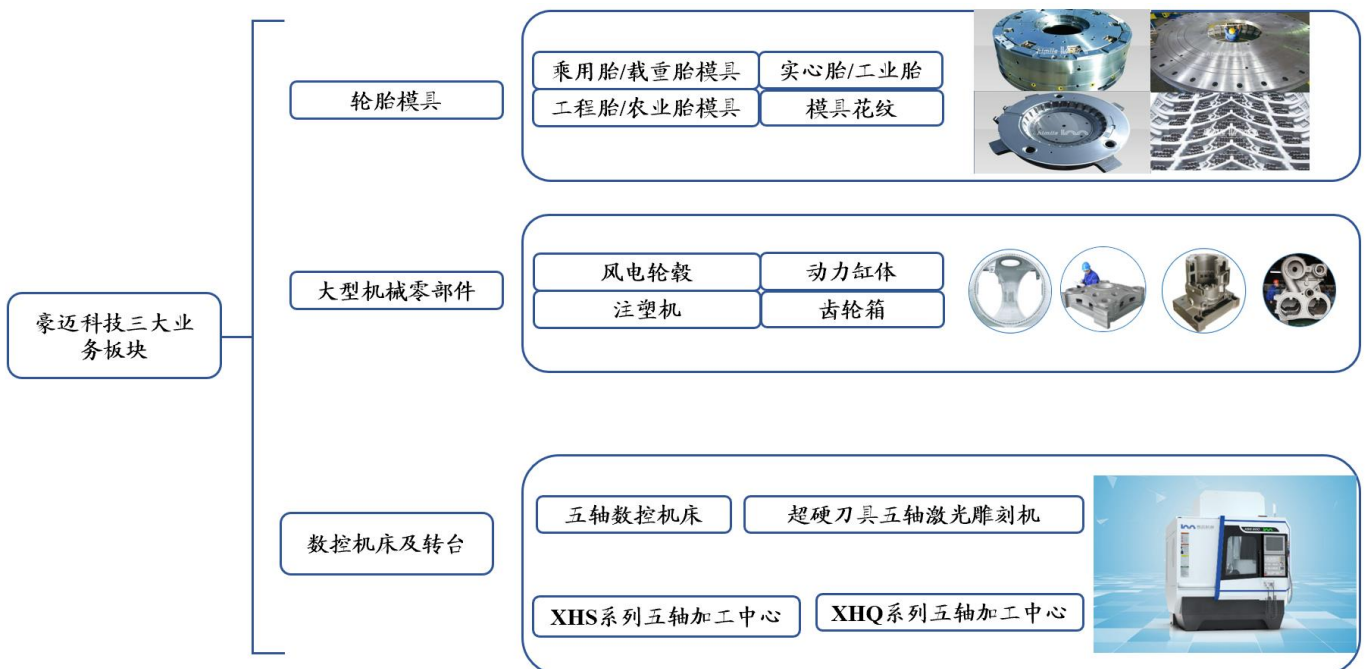 豪迈科技三大业
务板块
轮胎模具
乘用胎/载重胎模具
实心胎/工业胎
工程胎/农业胎模具
模具花纹
大型机械零部件
风电轮毂
动力缸体
注塑机
齿轮箱
数控机床及转台
五轴数控机床
超硬刀具五轴激光雕刻机
XHS系列五轴加工中心
XHQ系列五轴加工中心